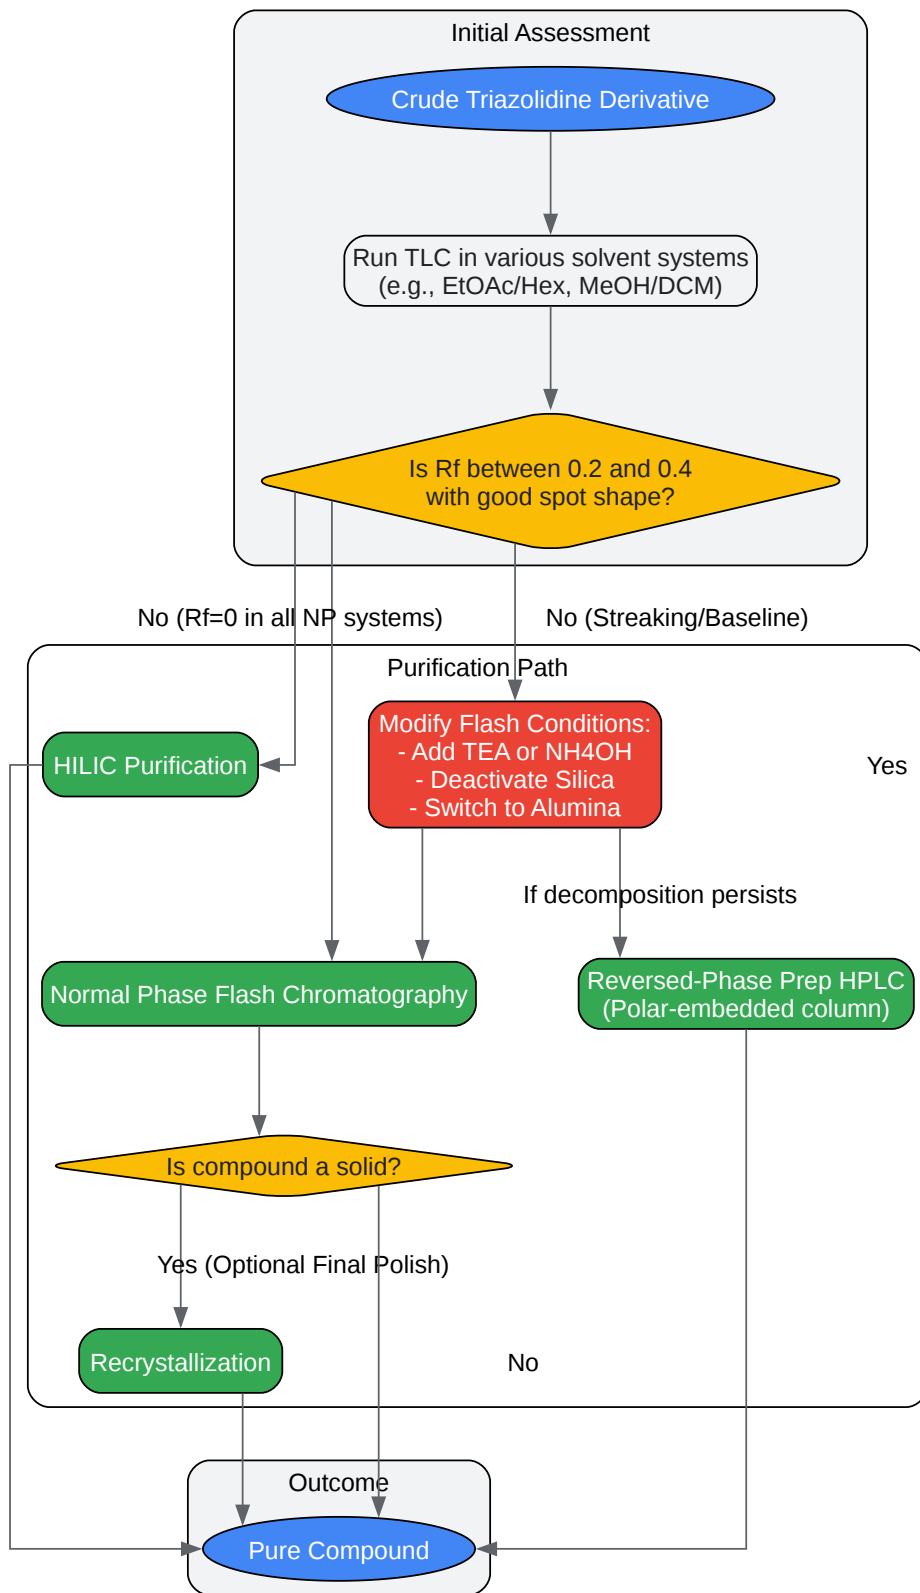 Initial Assessment
Crude Triazolidine Derivative
Run TLC in various solvent systems
(e.g., EtOAc/Hex, MeOH/DCM)
Is Rf between 0.2 and 0.4
with good spot shape?
No (Rf=0 in all NP systems)
No (Streaking/Baseline)
Purification Path
Modify Flash Conditions:
- Add TEA or NH4OH
- Deactivate Silica
- Switch to Alumina
HILIC Purification
Yes
If decomposition persists
Normal Phase Flash Chromatography
Reversed-Phase Prep HPLC
(Polar-embedded column)
Is compound a solid?
Yes (Optional Final Polish)
Recrystallization
No
Outcome
Pure Compound